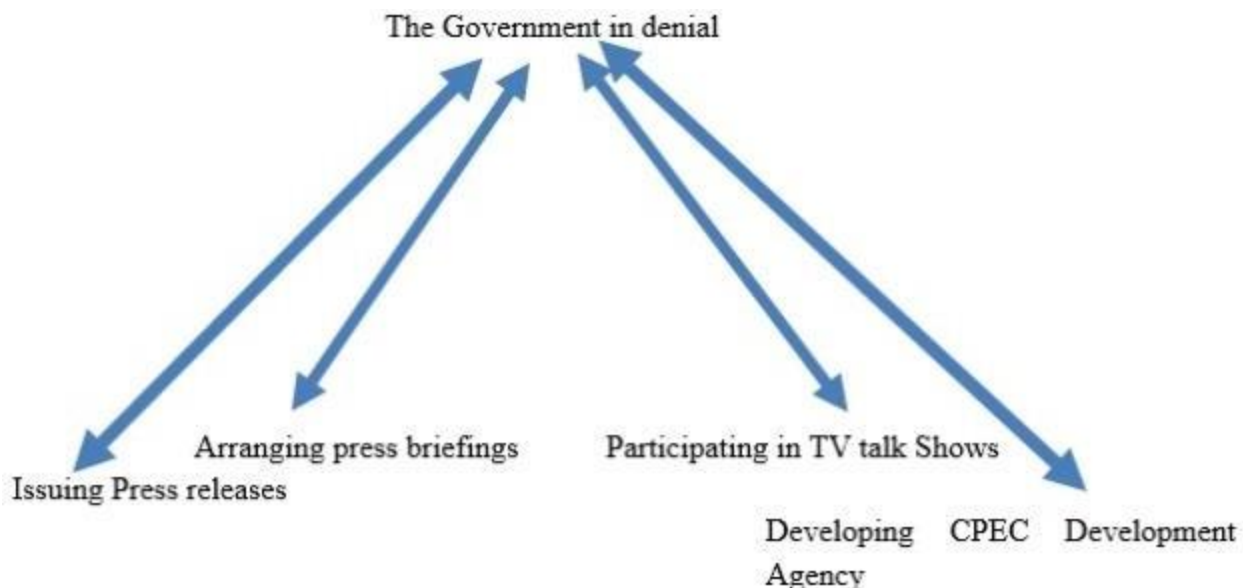 The Government in denial
Arranging press briefings
Participating in TV talk Shows
Issuing Press releases
Developing CPEC Development
Agency